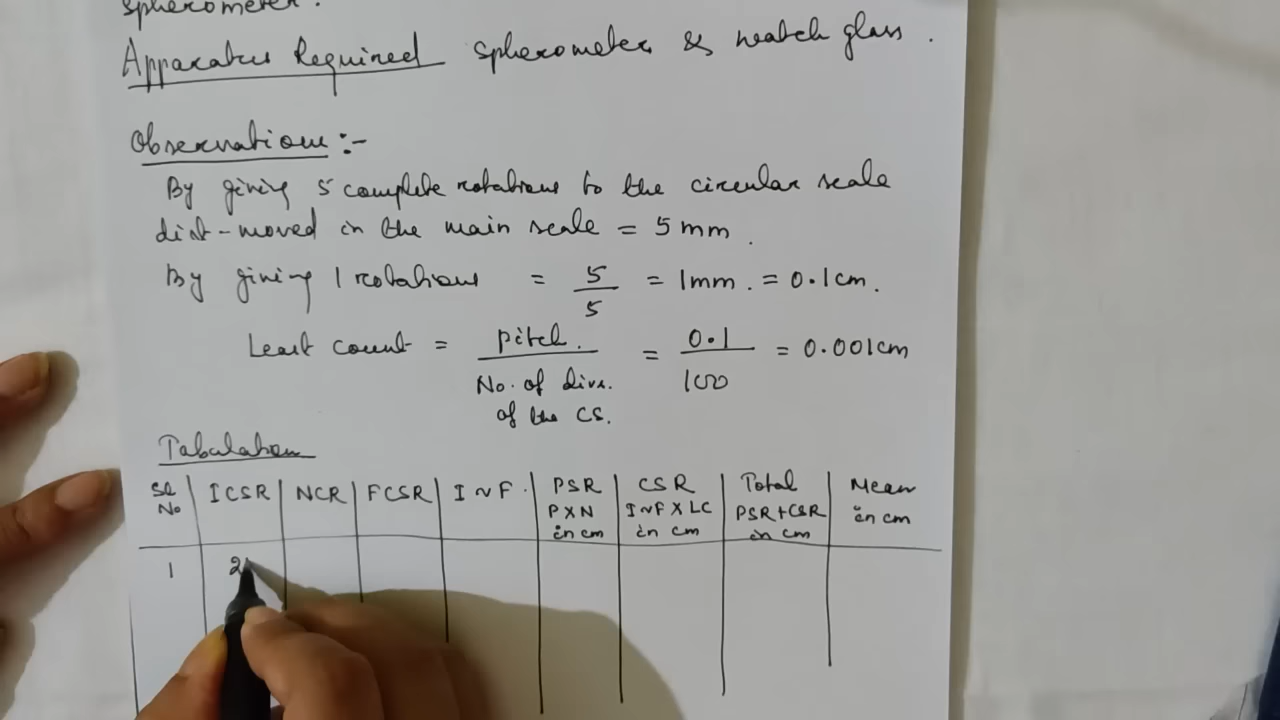 spherometer.
Apparatus Required spherometer & watch glass.
Observations :-
By giving 5 complete rotations to the circular scale
dist-moved in the main scale = 5 mm.
By giving 1 rotations = 5/5 = 1mm. = 0.1cm.
Least count = pitch. / No. of divs. of the CS. = 0.1/100 = 0.001cm
Tabulation
Sl No | ICSR | NCR | FCSR | I ~ F. | PSR P X N in cm | CSR I~F X LC in cm | Total PSR+CSR in cm | Mean in cm
1 2